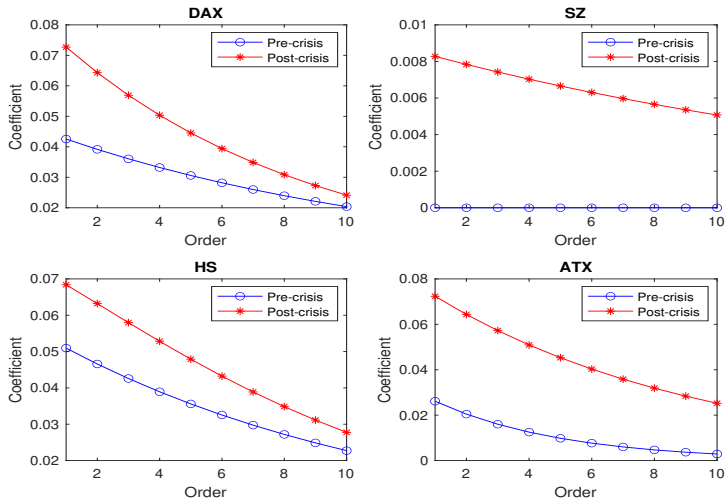 DAX
0.08
0.07
0.06
0.05
0.04
0.03
0.02
Coefficient
2 4 6 8 10
Order
Pre-crisis
Post-crisis
SZ
0.01
0.008
0.006
0.004
0.002
0
Coefficient
2 4 6 8 10
Order
Pre-crisis
Post-crisis
HS
0.07
0.06
0.05
0.04
0.03
0.02
Coefficient
2 4 6 8 10
Order
Pre-crisis
Post-crisis
ATX
0.08
0.06
0.04
0.02
0
Coefficient
2 4 6 8 10
Order
Pre-crisis
Post-crisis